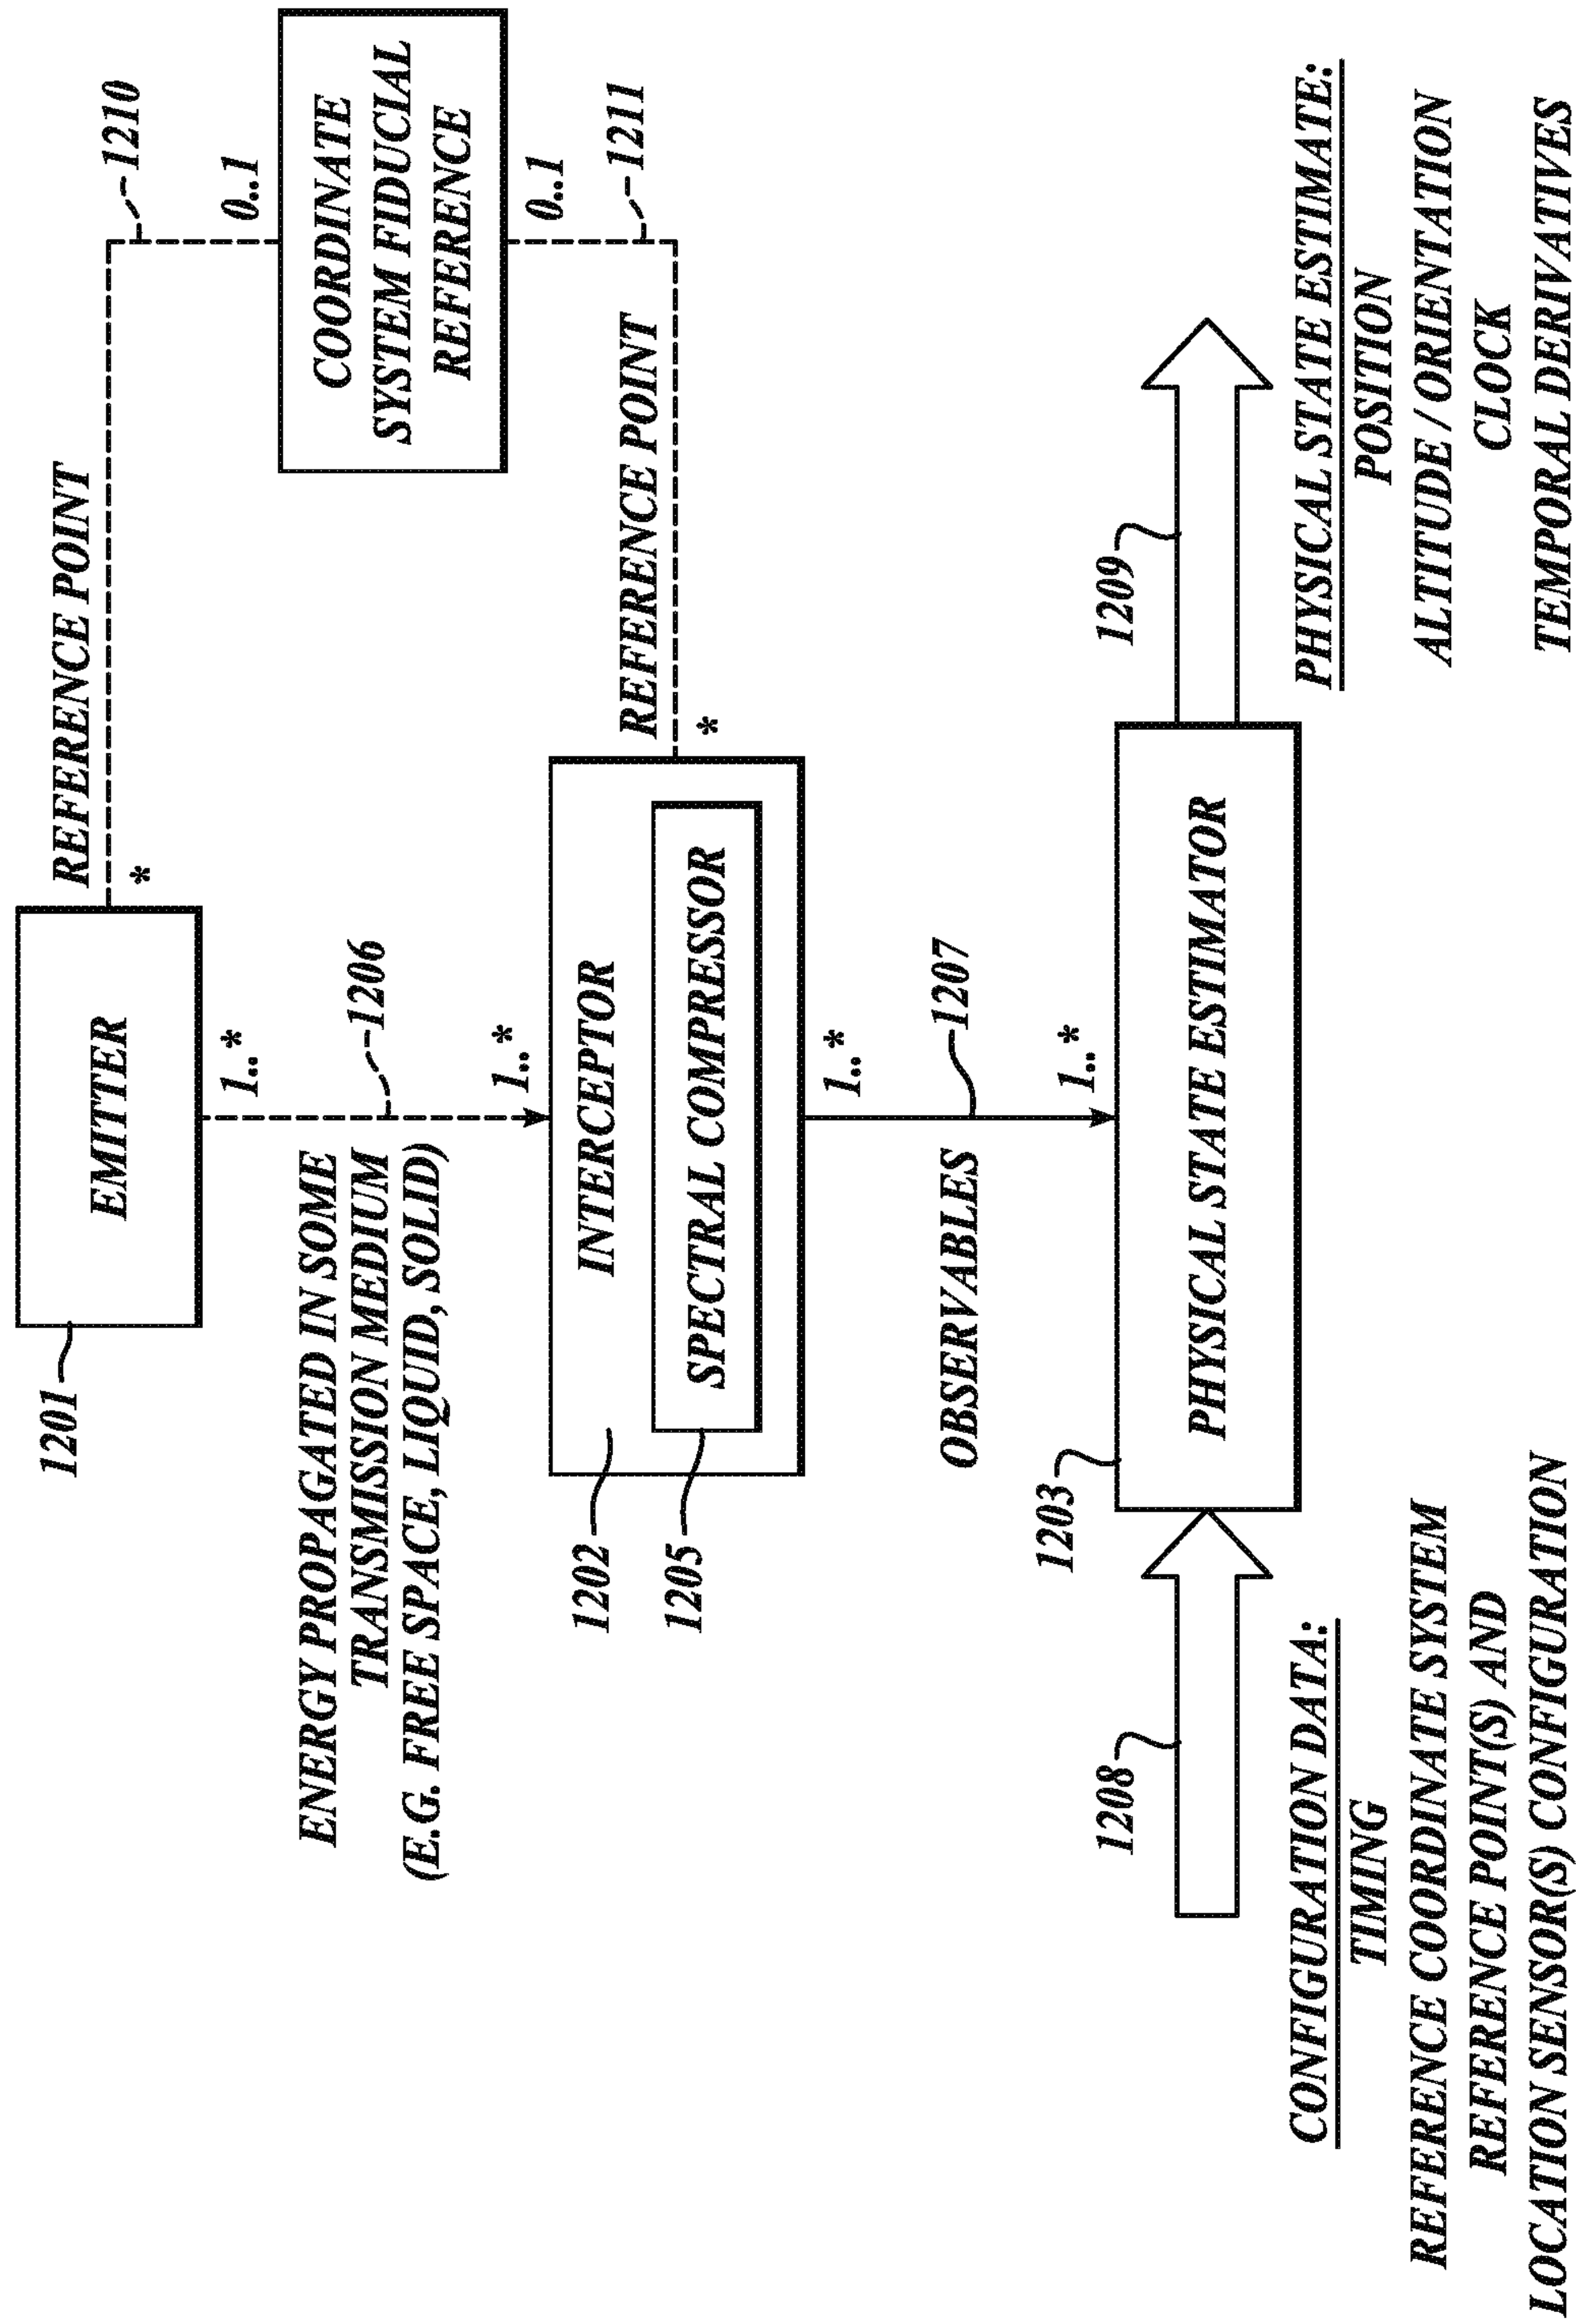 1201
EMITTER
*
REFERENCE POINT
1210
1..*
0..1
ENERGY PROPAGATED IN SOME
TRANSMISSION MEDIUM
(E.G. FREE SPACE, LIQUID, SOLID)
1206
COORDINATE
SYSTEM FIDUCIAL
REFERENCE
1..*
0..1
1202
INTERCEPTOR
REFERENCE POINT
1211
*
1205
SPECTRAL COMPRESSOR
1..*
OBSERVABLES
1207
1..*
1203
1208
PHYSICAL STATE ESTIMATOR
1209
CONFIGURATION DATA:
TIMING
REFERENCE COORDINATE SYSTEM
REFERENCE POINT(S) AND
LOCATION SENSOR(S) CONFIGURATION
PHYSICAL STATE ESTIMATE:
POSITION
ALTITUDE / ORIENTATION
CLOCK
TEMPORAL DERIVATIVES